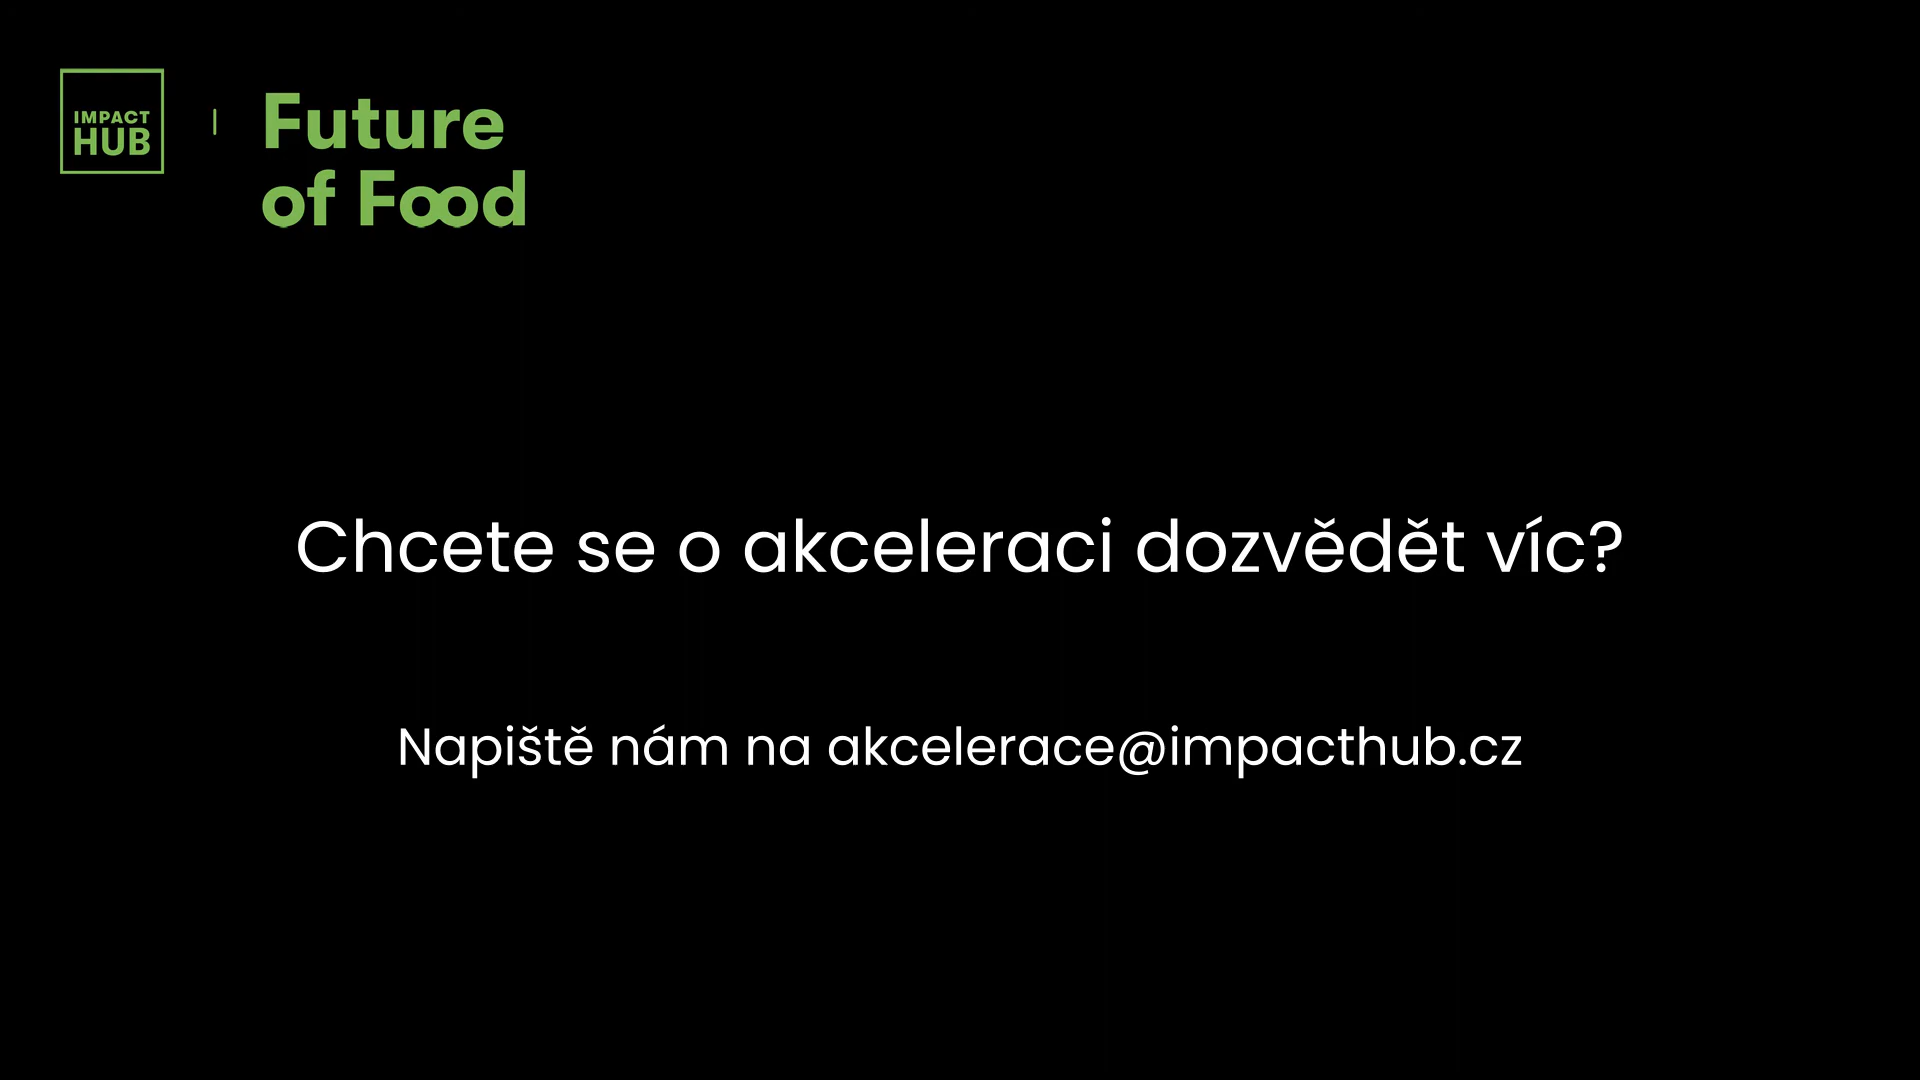 IMPACT
HUB
Future
of Food
Chcete se o akceleraci dozvědět víc?
Napiště nám na akcelerace@impacthub.cz